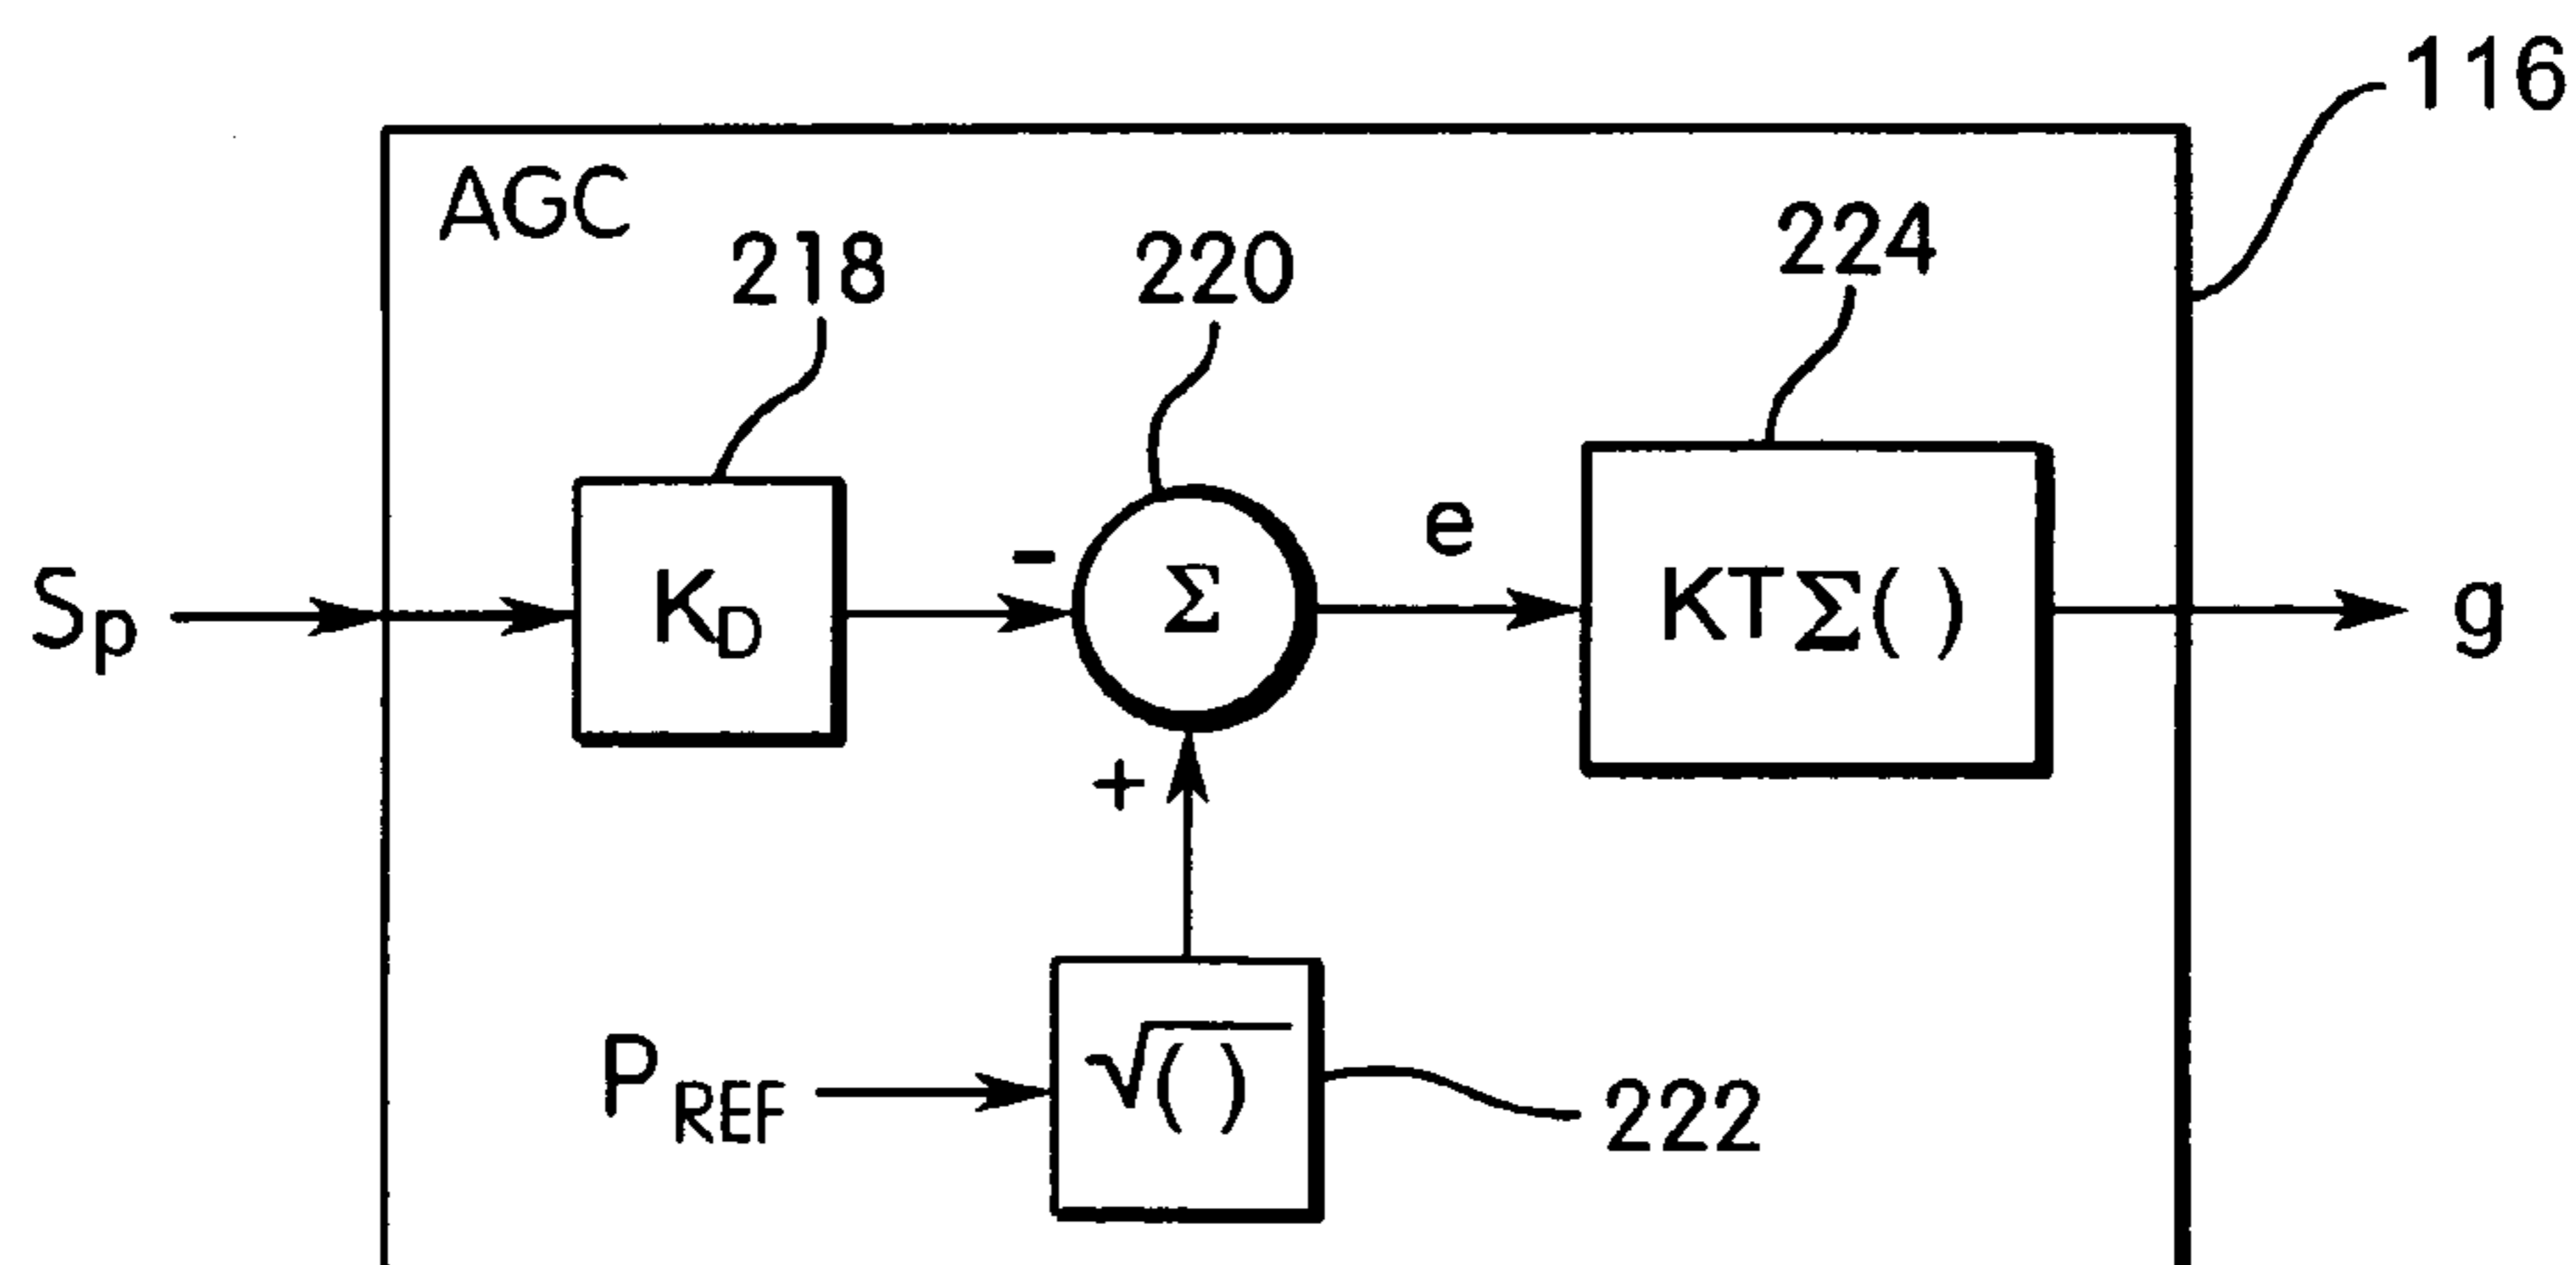 116
AGC
218
220
224
Sp
KD
-
Σ
e
KTΣ( )
g
+
PREF
√( )
222